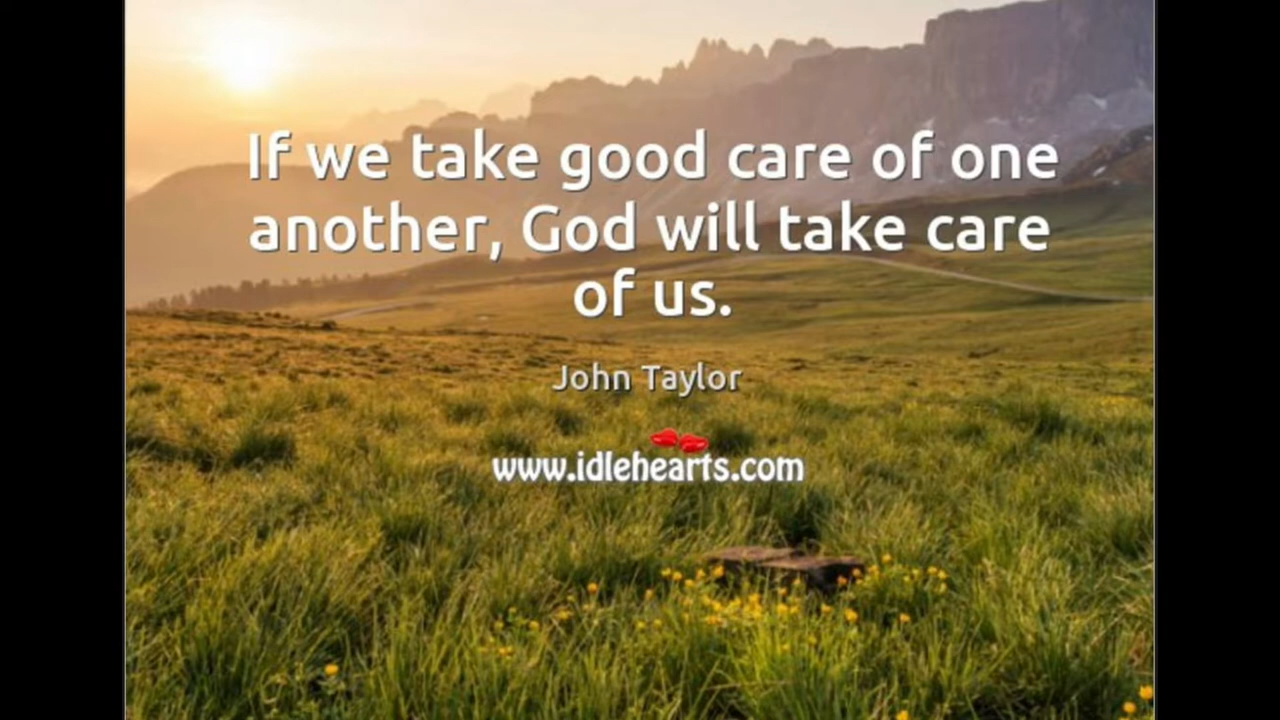 If we take good care of one
another, God will take care
of us.
John Taylor
www.idlehearts.com